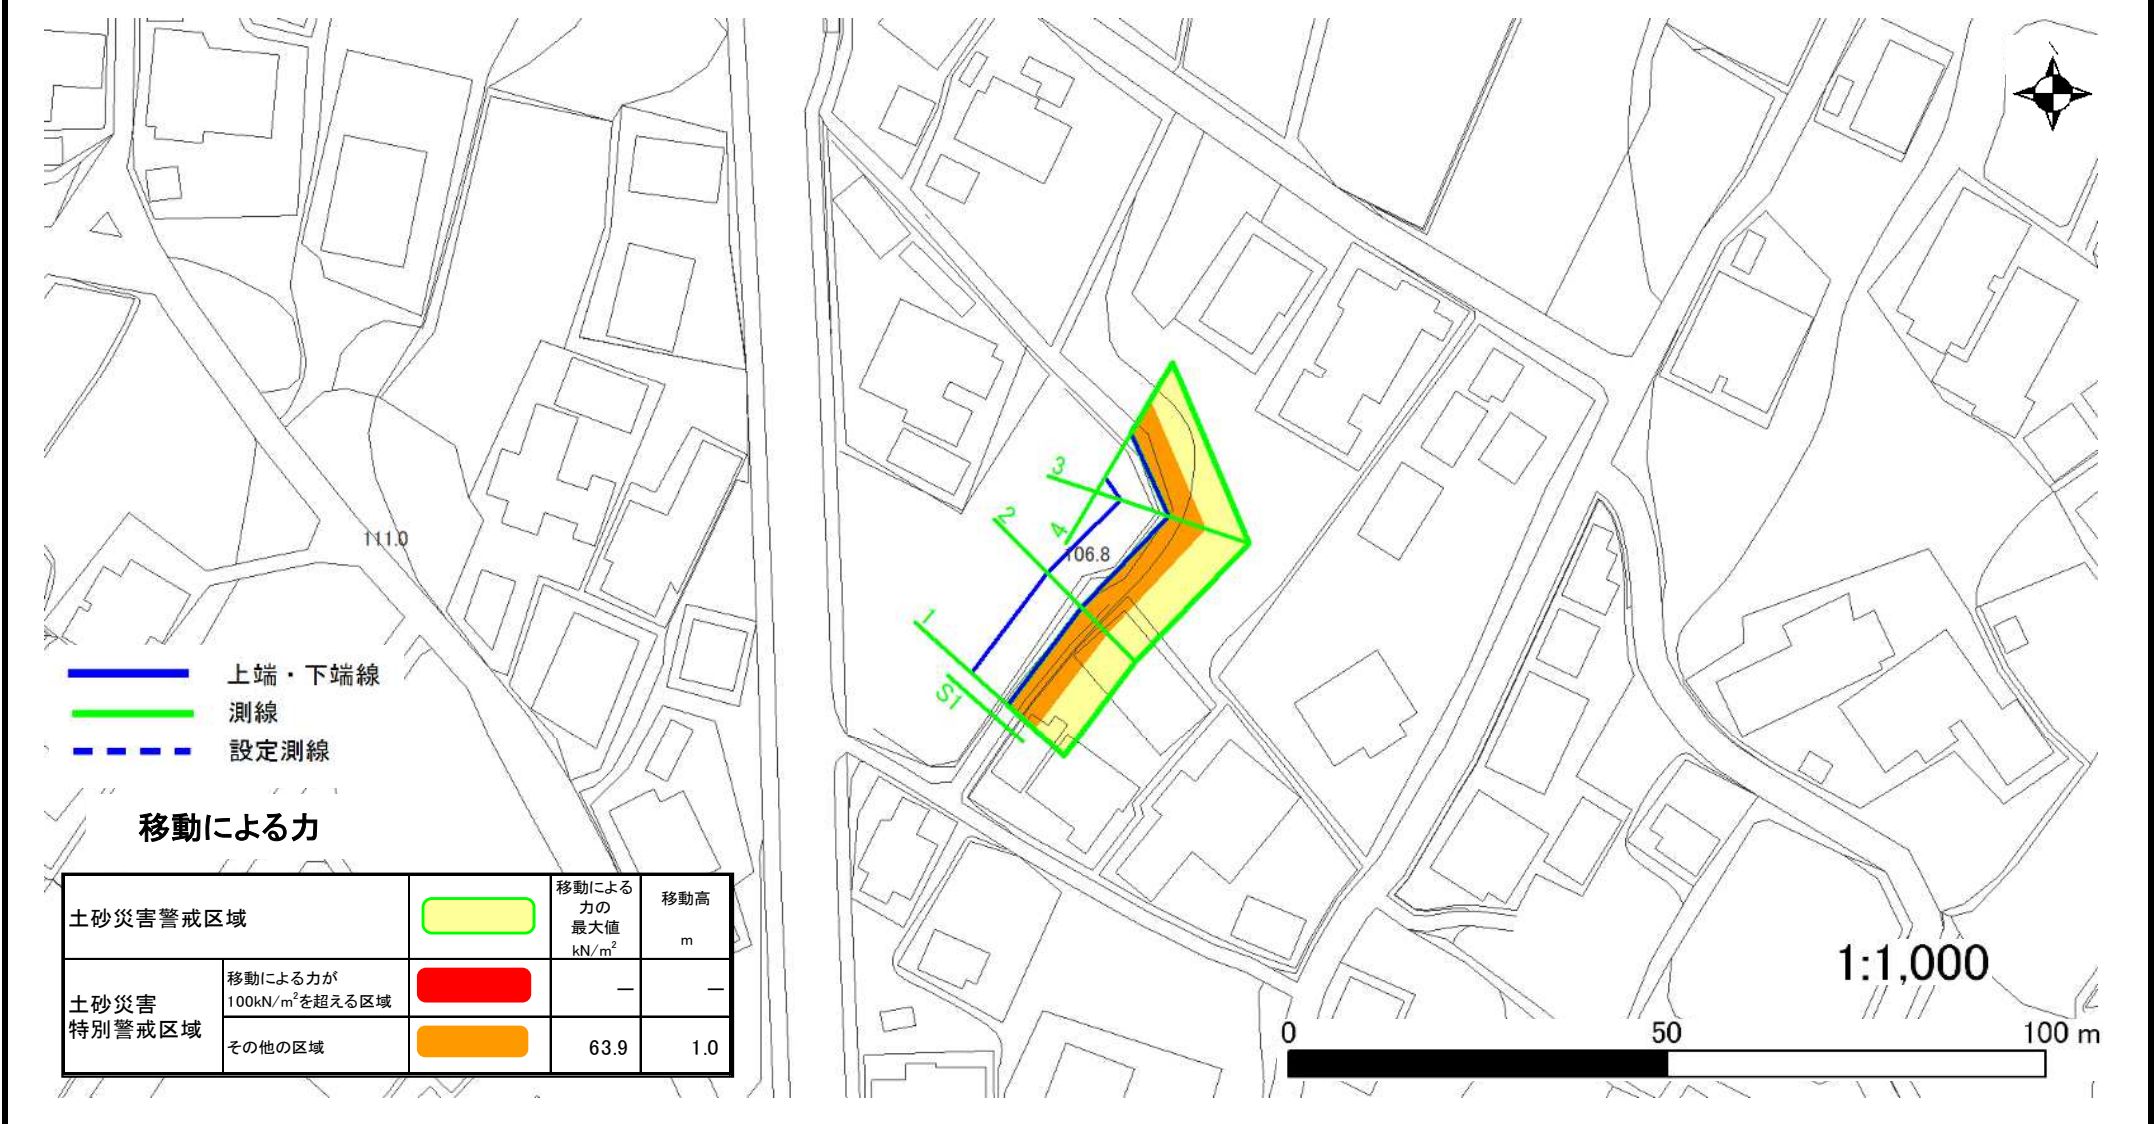 3
2
4
106.8
111.0
1
S1
上端・下端線
測線
設定測線
移動による力
土砂災害警戒区域
移動による
力の
最大値
kN/m²
移動高
m
土砂災害
特別警戒区域
移動による力が
100kN/m²を超える区域
—
—
その他の区域
63.9
1.0
1:1,000
0
50
100 m